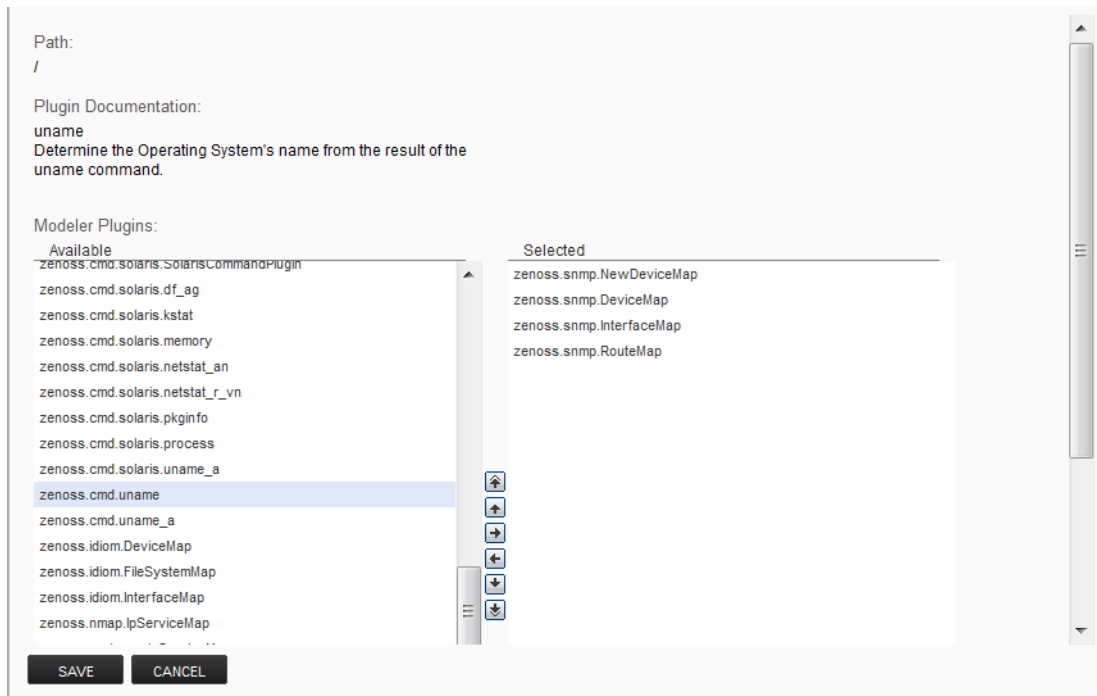 Path:
/
Plugin Documentation:
uname
Determine the Operating System's name from the result of the
uname command.
Modeler Plugins:
Available
zenoss.cmd.solaris.SolarisCommandPlugin
zenoss.cmd.solaris.df_ag
zenoss.cmd.solaris.kstat
zenoss.cmd.solaris.memory
zenoss.cmd.solaris.netstat_an
zenoss.cmd.solaris.netstat_r_vn
zenoss.cmd.solaris.pkginfo
zenoss.cmd.solaris.process
zenoss.cmd.solaris.uname_a
zenoss.cmd.uname
zenoss.cmd.uname_a
zenoss.idiom.DeviceMap
zenoss.idiom.FileSystemMap
zenoss.idiom.InterfaceMap
zenoss.nmap.IpServiceMap
Selected
zenoss.snmp.NewDeviceMap
zenoss.snmp.DeviceMap
zenoss.snmp.InterfaceMap
zenoss.snmp.RouteMap
SAVE
CANCEL